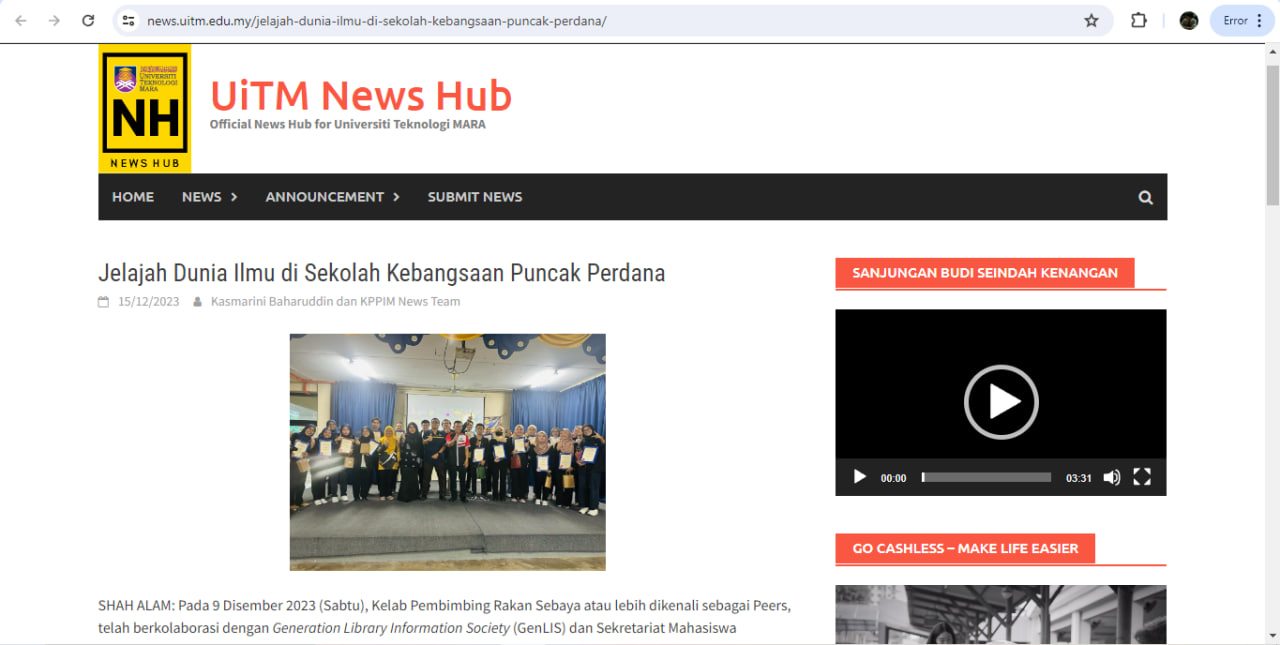 news.uitm.edu.my/jelajah-dunia-ilmu-di-sekolah-kebangsaan-puncak-perdana/
Error
UNIVERSITI
TEKNOLOGI
MARA
NH
NEWS HUB
UiTM News Hub
Official News Hub for Universiti Teknologi MARA
HOME
NEWS
ANNOUNCEMENT
SUBMIT NEWS
Jelajah Dunia Ilmu di Sekolah Kebangsaan Puncak Perdana
15/12/2023 Kasmarini Baharuddin dan KPPIM News Team
SHAH ALAM: Pada 9 Disember 2023 (Sabtu), Kelab Pembimbing Rakan Sebaya atau lebih dikenali sebagai Peers,
telah berkolaborasi dengan Generation Library Information Society (GenLIS) dan Sekretariat Mahasiswa
SANJUNGAN BUDI SEINDAH KENANGAN
00:00
03:31
GO CASHLESS – MAKE LIFE EASIER